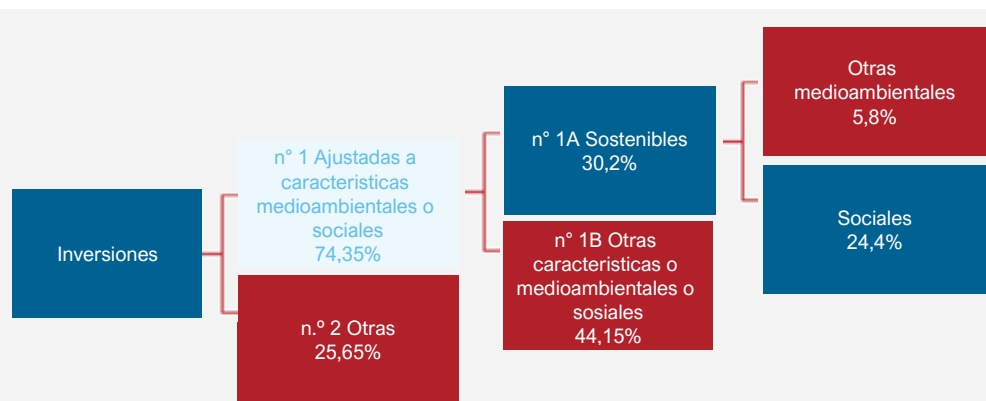 Inversiones
n° 1 Ajustadas a
caracteristicas
medioambientales o
sociales
74,35%
n.º 2 Otras
25,65%
n° 1A Sostenibles
30,2%
n° 1B Otras
caracteristicas o
medioambientales o
sosiales
44,15%
Otras
medioambientales
5,8%
Sociales
24,4%